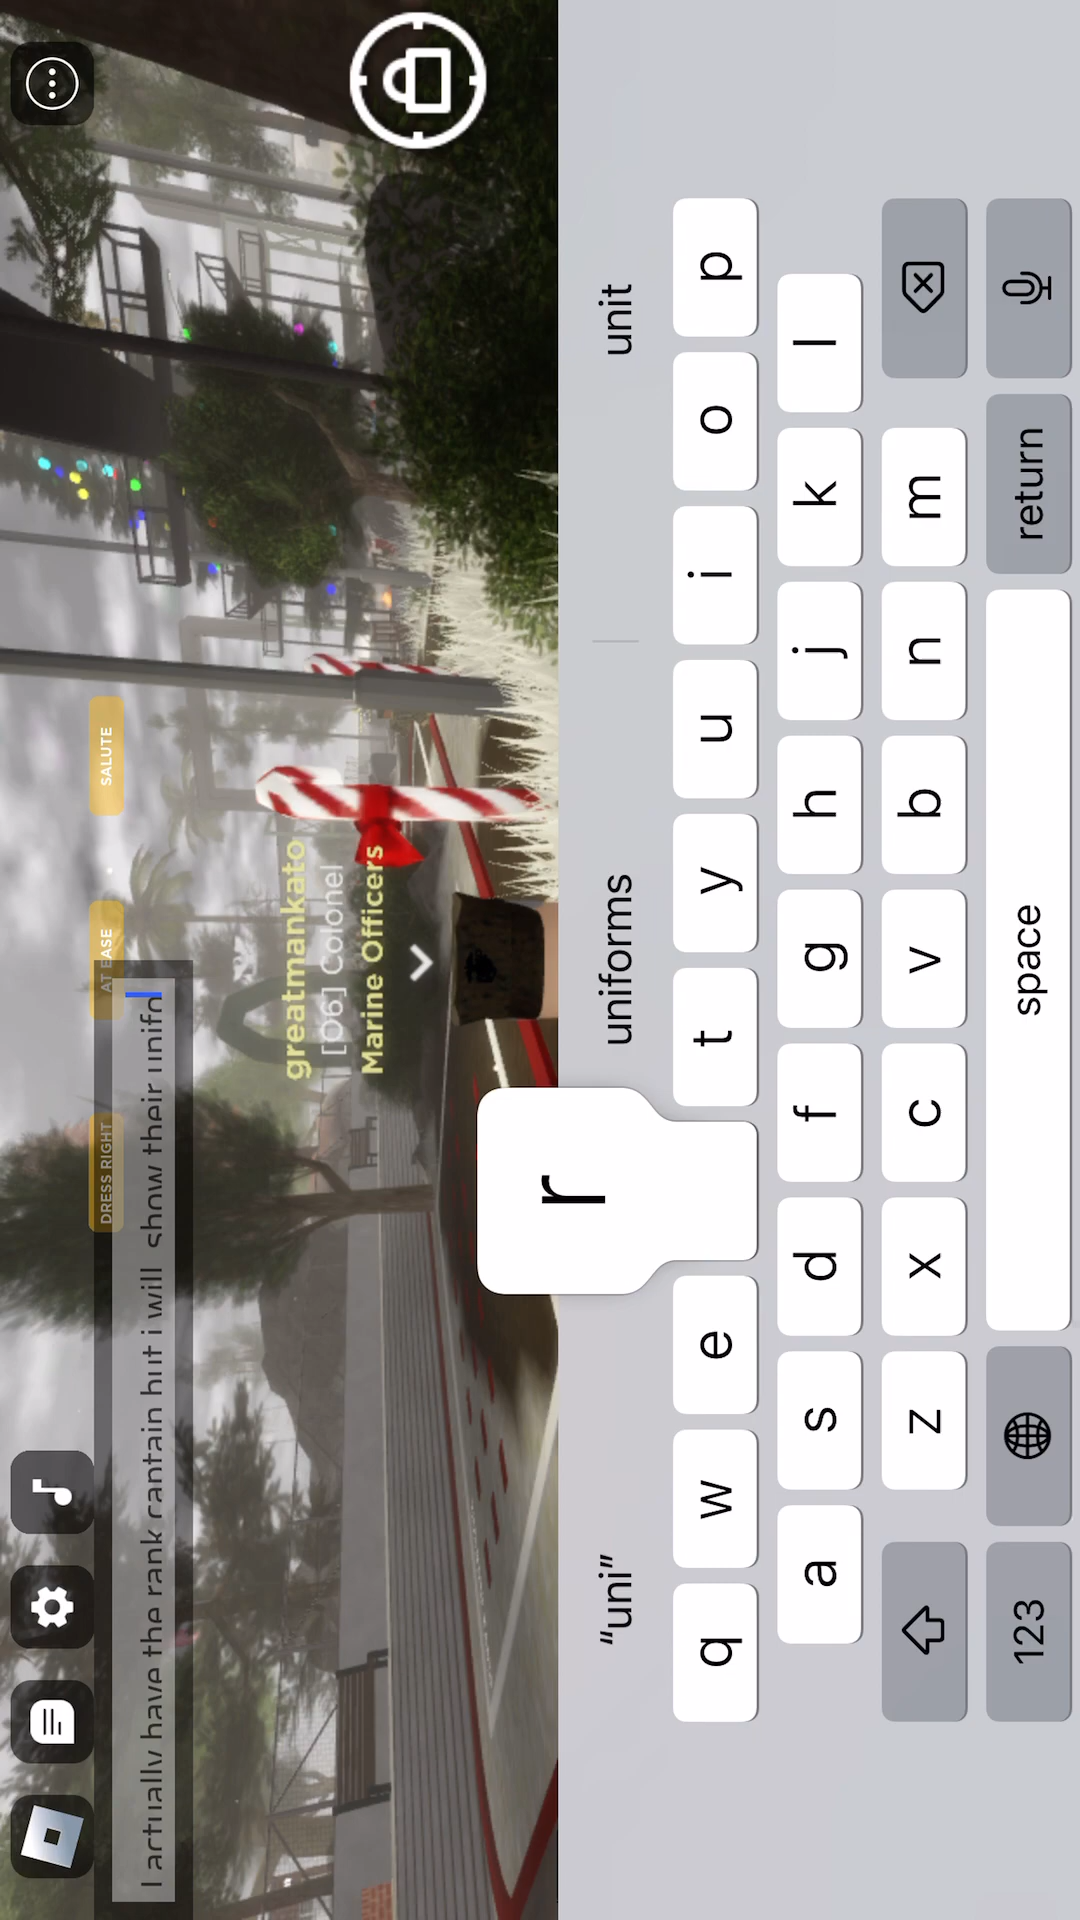 SALUTE
AT EASE
DRESS RIGHT
I actually have the rank captain but i will show their unifo
greatmankato
[O6] Colonel
Marine Officers
"uni"
uniforms
unit
q w e r t y u i o p
a s d f g h j k l
z x c v b n m
123
space
return